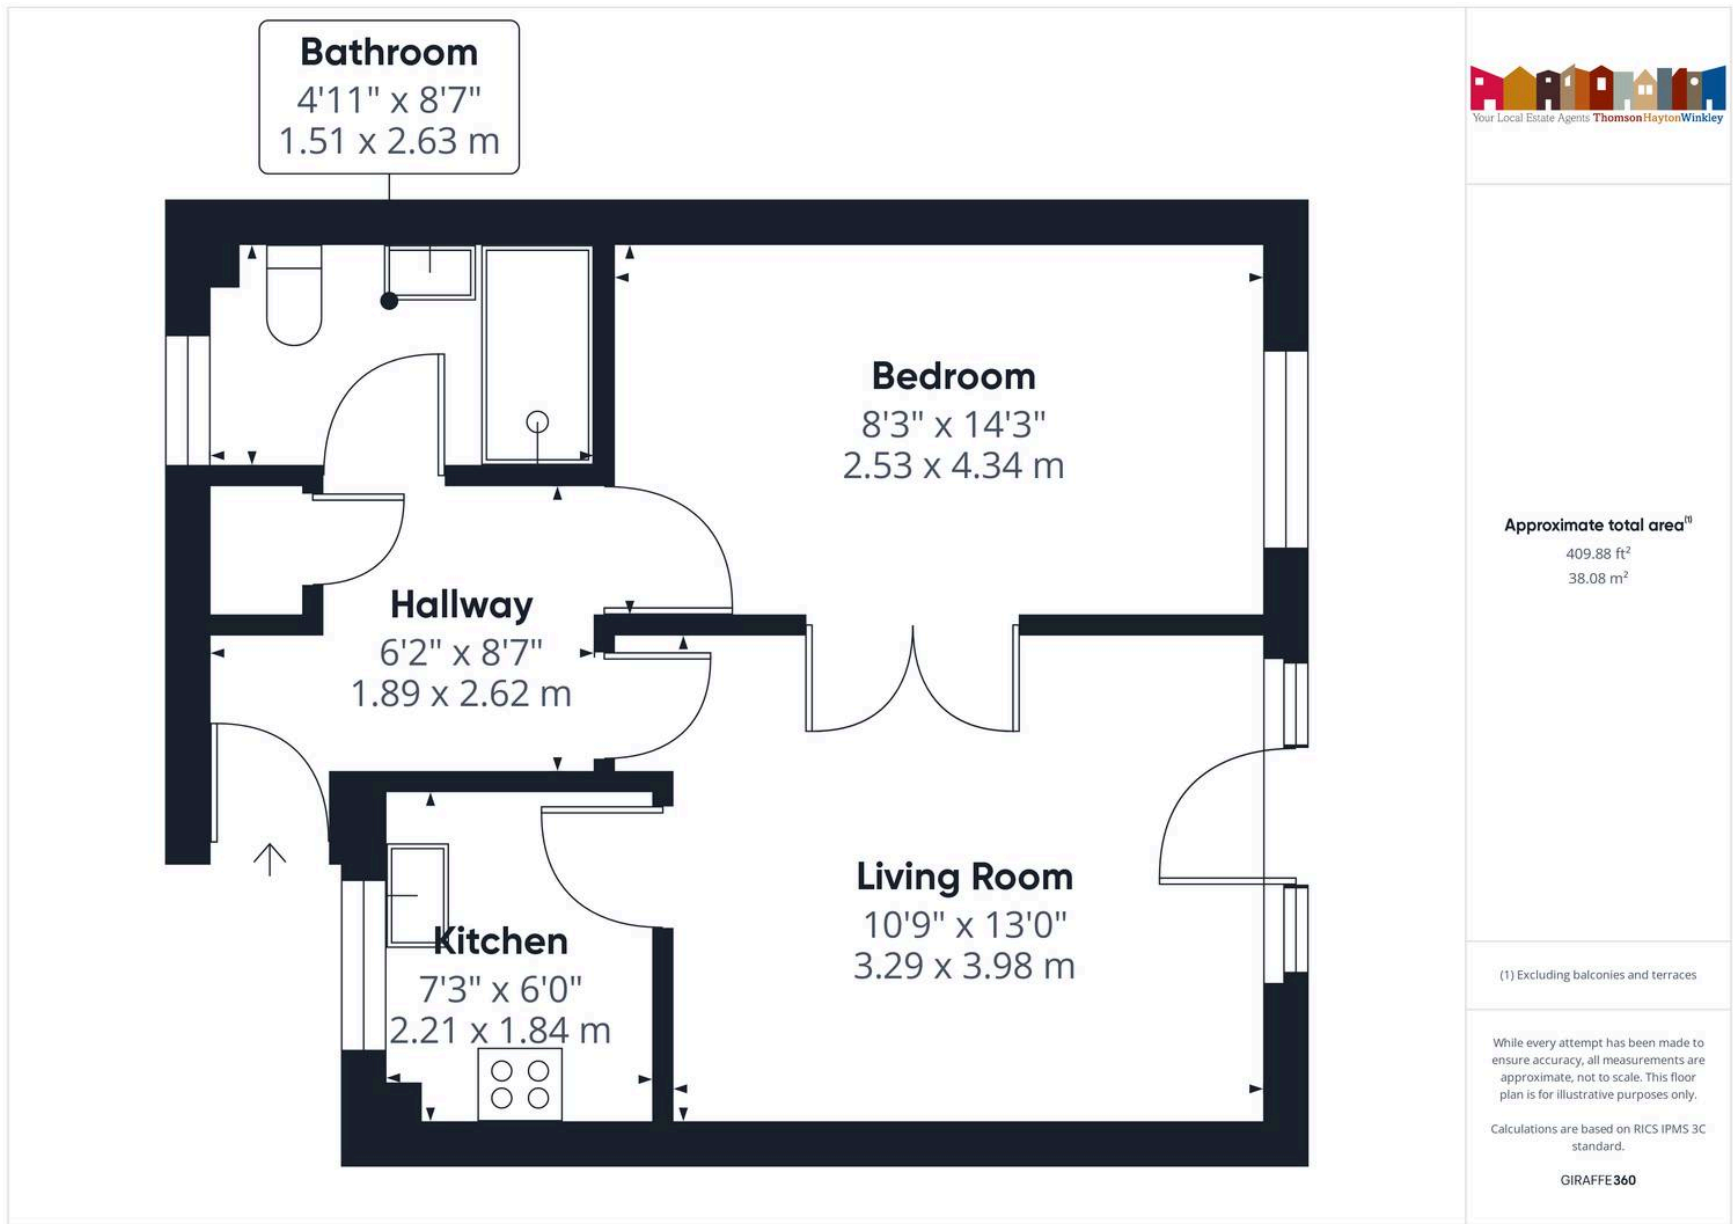 Bathroom
4'11" x 8'7"
1.51 x 2.63 m
Bedroom
8'3" x 14'3"
2.53 x 4.34 m
Hallway
6'2" x 8'7"
1.89 x 2.62 m
Living Room
10'9" x 13'0"
3.29 x 3.98 m
Kitchen
7'3" x 6'0"
2.21 x 1.84 m
Your Local Estate Agents ThomsonHaytonWinkley
Approximate total area(1)
409.88 ft²
38.08 m²
(1) Excluding balconies and terraces
While every attempt has been made to
ensure accuracy, all measurements are
approximate, not to scale. This floor
plan is for illustrative purposes only.
Calculations are based on RICS IPMS 3C
standard.
GIRAFFE360